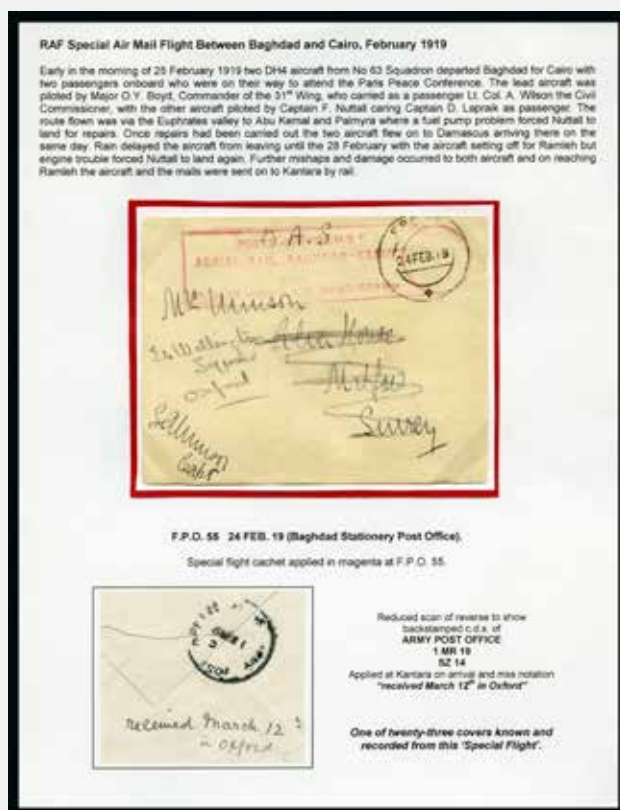 RAF Special Air Mail Flight Between Baghdad and Cairo, February 1919
Early in the morning of 25 February 1919 two DH4 aircraft from No 63 Squadron departed Baghdad for Cairo with
two passengers onboard who were on their way to attend the Paris Peace Conference. The lead aircraft was
piloted by Major O.Y. Boyd, Commander of the 31st Wing, who carried as a passenger Lt. Col. A. Wilson the Civil
Commissioner, with the other aircraft piloted by Captain F. Nuttall caring Captain D. Lapraik as passenger. The
route flown was via the Euphrates valley to Abu Kemal and Palmyra where a fuel pump problem forced Nuttall to
land for repairs. Once repairs had been carried out the two aircraft flew on to Damascus arriving there on the
same day. Rain delayed the aircraft from leaving until the 28 February with the aircraft setting off for Ramleh but
engine trouble forced Nuttall to land again. Further mishaps and damage occurred to both aircraft and on reaching
Ramleh the aircraft and the mails were sent on to Kantara by rail.
O.A.S
AERIAL MAIL BAGHDAD-
24 FEB. 19
Mrs Munson
House
Oxford
Surrey
Munson
Capt
F.P.O. 55 24 FEB. 19 (Baghdad Stationery Post Office).
Special flight cachet applied in magenta at F.P.O. 55.
ARMY POST
received March 12
in Oxford
Reduced scan of reverse to show
backstamped c.d.s. of
ARMY POST OFFICE
1 MR 19
SZ 14
Applied at Kantara on arrival and mss notation
"received March 12th in Oxford"
One of twenty-three covers known and
recorded from this 'Special Flight'.